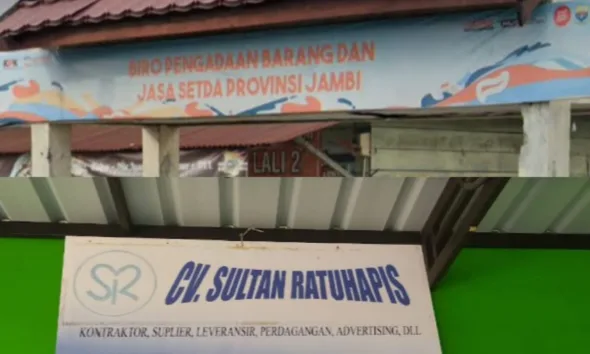 BIRO PENGADAAN BARANG DAN
JASA SETDA PROVINSI JAMBI
LALI 2
SR
CV. SULTAN RATUHAPIS
KONTRAKTOR, SUPLIER, LEVERANSIR, PERDAGANGAN, ADVERTISING, DLL